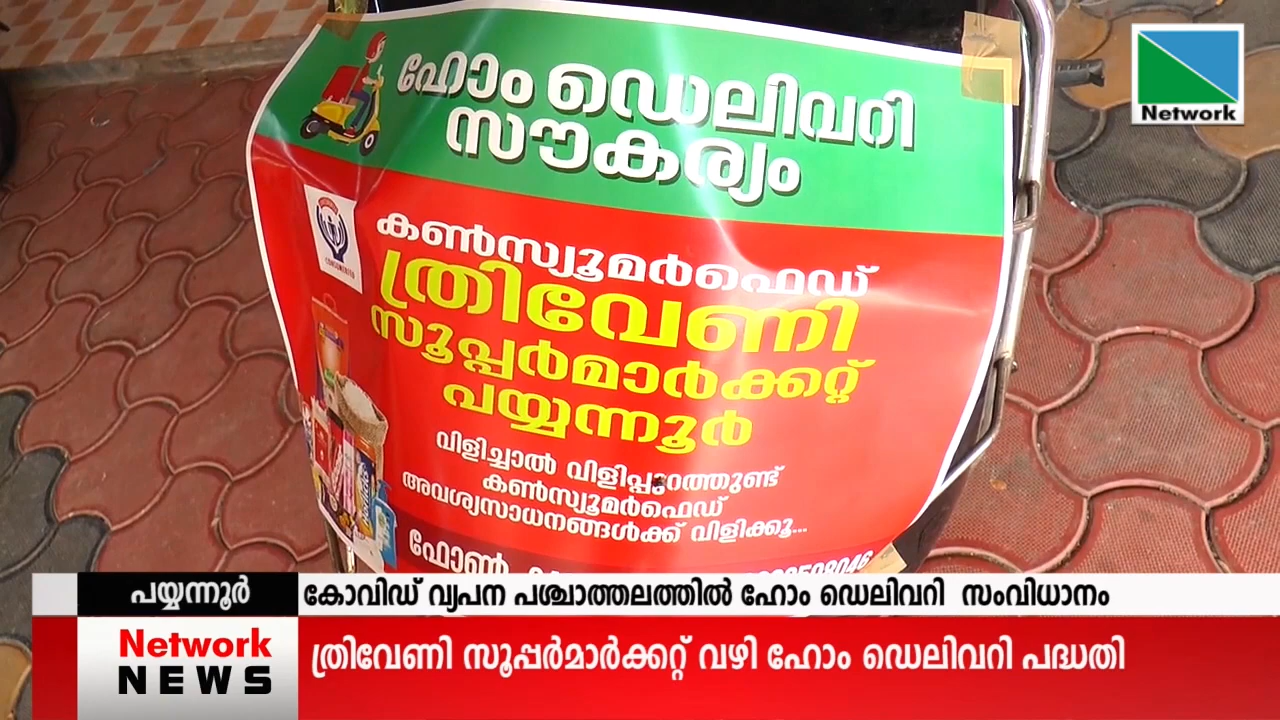 Network
ഹോം ഡെലിവറി
സൗകര്യം
CONSUMERFED
കൺസ്യൂമർഫെഡ്
ത്രിവേണി
സൂപ്പർമാർക്കറ്റ്
പയ്യന്നൂർ
വിളിച്ചാൽ വിളിപ്പുറത്തുണ്ട്
കൺസ്യൂമർഫെഡ്
അവശ്യസാധനങ്ങൾക്ക് വിളിക്കൂ...
ഫോൺ
പയ്യന്നൂർ
കോവിഡ് വ്യപന പശ്ചാത്തലത്തിൽ ഹോം ഡെലിവറി സംവിധാനം
Network
NEWS
ത്രിവേണി സൂപ്പർമാർക്കറ്റ് വഴി ഹോം ഡെലിവറി പദ്ധതി